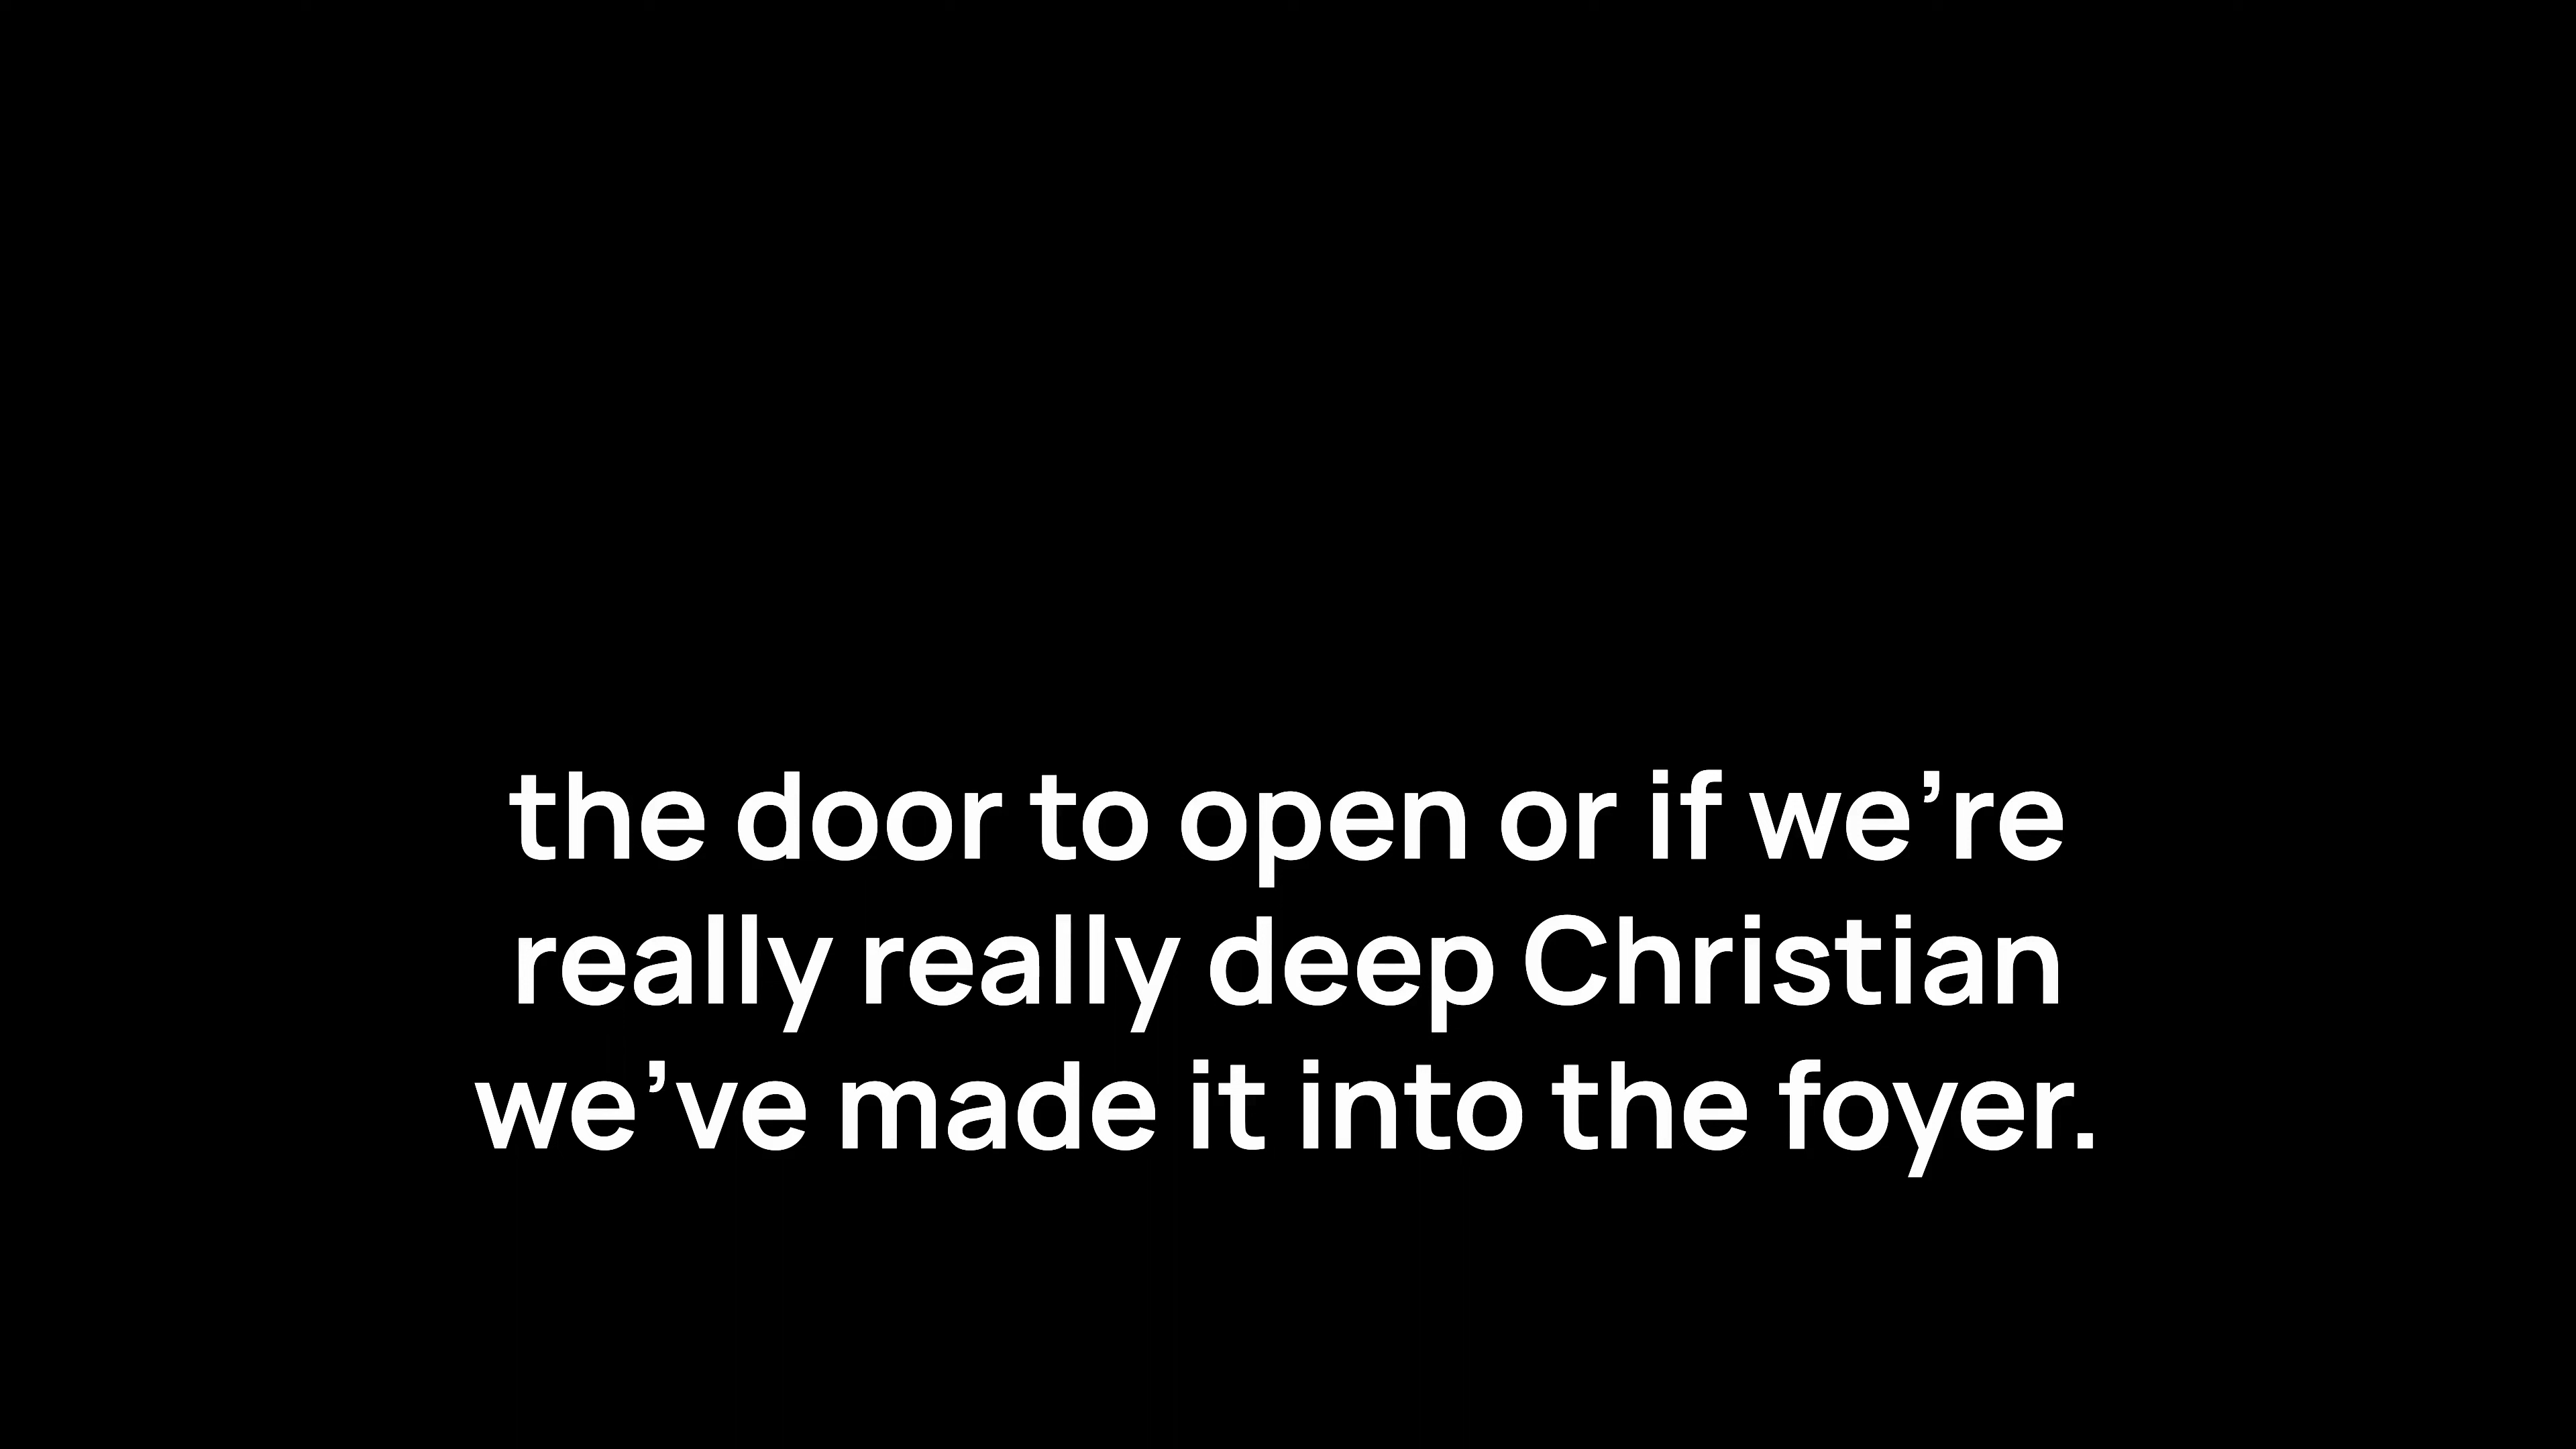 the door to open or if we’re
really really deep Christian
we’ve made it into the foyer.